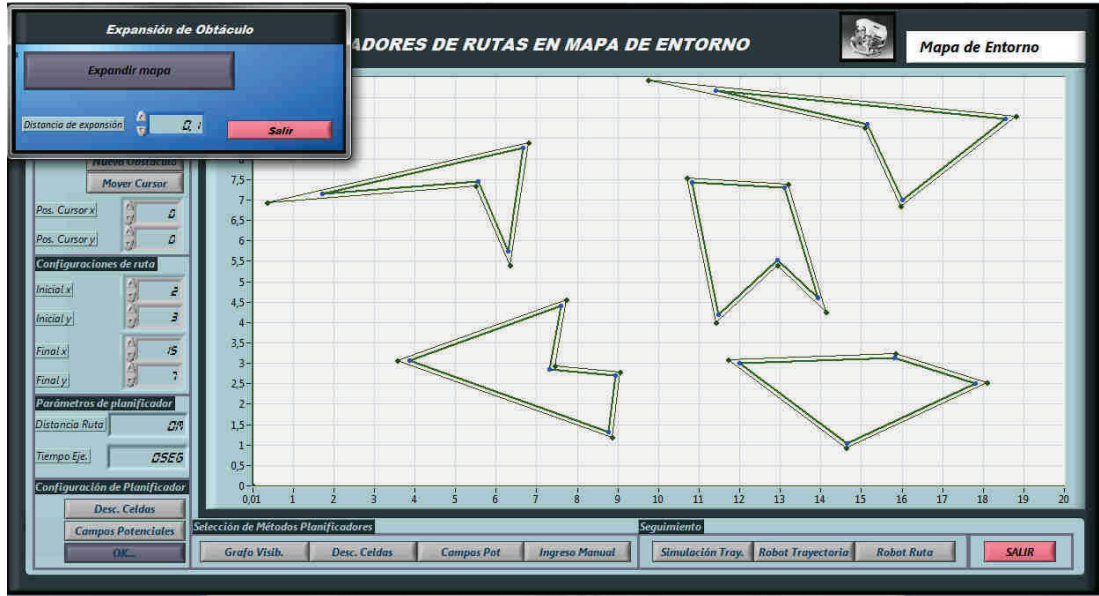 Expansión de Obtáculo
Expandir mapa
Distancia de expansión 0,1
Salir
ADORES DE RUTAS EN MAPA DE ENTORNO
Mapa de Entorno
Nuevo Obstáculo
Mover Cursor
Pos. Cursor x 0
Pos. Cursor y 0
Configuraciones de ruta
Inicial x 2
Inicial y 3
Final x 15
Final y 7
Parámetros de planificador
Distancia Ruta 0M
Tiempo Eje. 0SEG
Configuración de Planificador
Desc. Celdas
Campos Potenciales
OK...
8
7,5
7
6,5
6
5,5
5
4,5
4
3,5
3
2,5
2
1,5
1
0,5
0
0,01 1 2 3 4 5 6 7 8 9 10 11 12 13 14 15 16 17 18 19 20
Selección de Métodos Planificadores
Grafo Visib. Desc. Celdas Campos Pot Ingreso Manual
Seguimiento
Simulación Tray. Robot Trayectoria Robot Ruta
SALIR